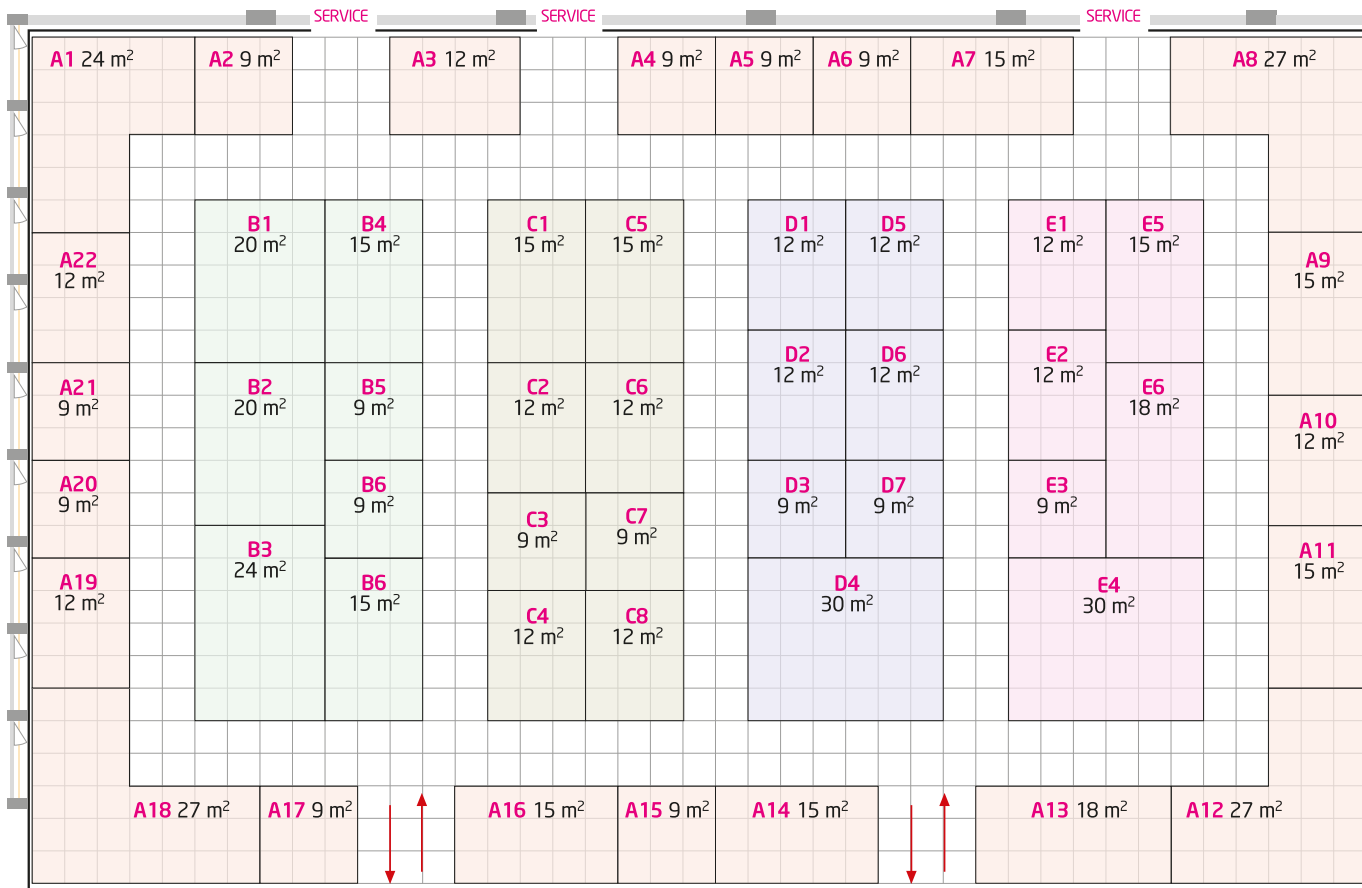 SERVICE
SERVICE
SERVICE
A1 24 m²
A2 9 m²
A3 12 m²
A4 9 m²
A5 9 m²
A6 9 m²
A7 15 m²
A8 27 m²
B1
20 m²
B4
15 m²
C1
15 m²
C5
15 m²
D1
12 m²
D5
12 m²
E1
12 m²
E5
15 m²
A22
12 m²
A9
15 m²
D2
12 m²
D6
12 m²
E2
12 m²
A21
9 m²
B2
20 m²
B5
9 m²
C2
12 m²
C6
12 m²
E6
18 m²
A10
12 m²
A20
9 m²
B6
9 m²
D3
9 m²
D7
9 m²
E3
9 m²
C3
9 m²
C7
9 m²
B3
24 m²
A11
15 m²
A19
12 m²
B6
15 m²
D4
30 m²
E4
30 m²
C4
12 m²
C8
12 m²
A18 27 m²
A17 9 m²
A16 15 m²
A15 9 m²
A14 15 m²
A13 18 m²
A12 27 m²